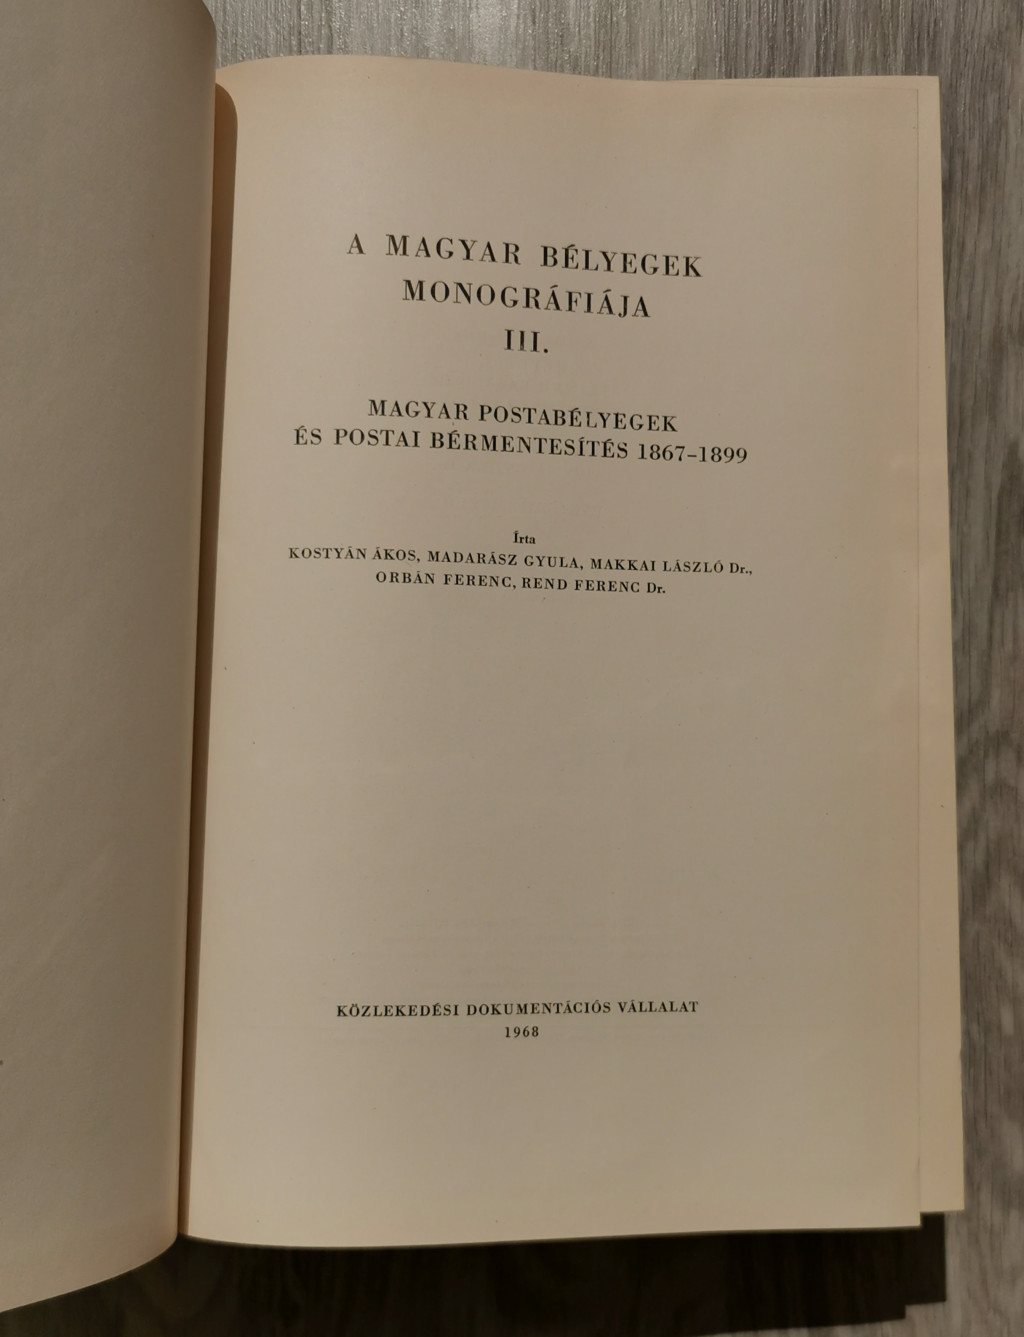 A MAGYAR BÉLYEGEK
MONOGRÁFIÁJA
III.
MAGYAR POSTABÉLYEGEK
ÉS POSTAI BÉRMENTESÍTÉS 1867–1899
Írta
KOSTYÁN ÁKOS, MADARÁSZ GYULA, MAKKAI LÁSZLÓ Dr.,
ORBÁN FERENC, REND FERENC Dr.
KÖZLEKEDÉSI DOKUMENTÁCIÓS VÁLLALAT
1968